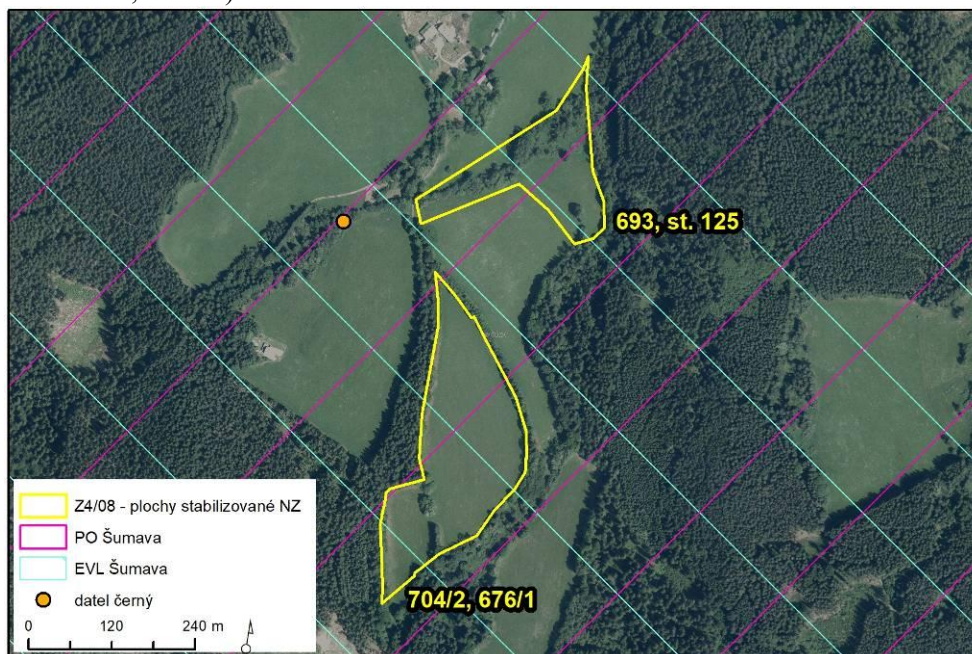 693, st. 125
704/2, 676/1
Z4/08 - plochy stabilizované NZ
PO Šumava
EVL Šumava
datel černý
0 120 240 m